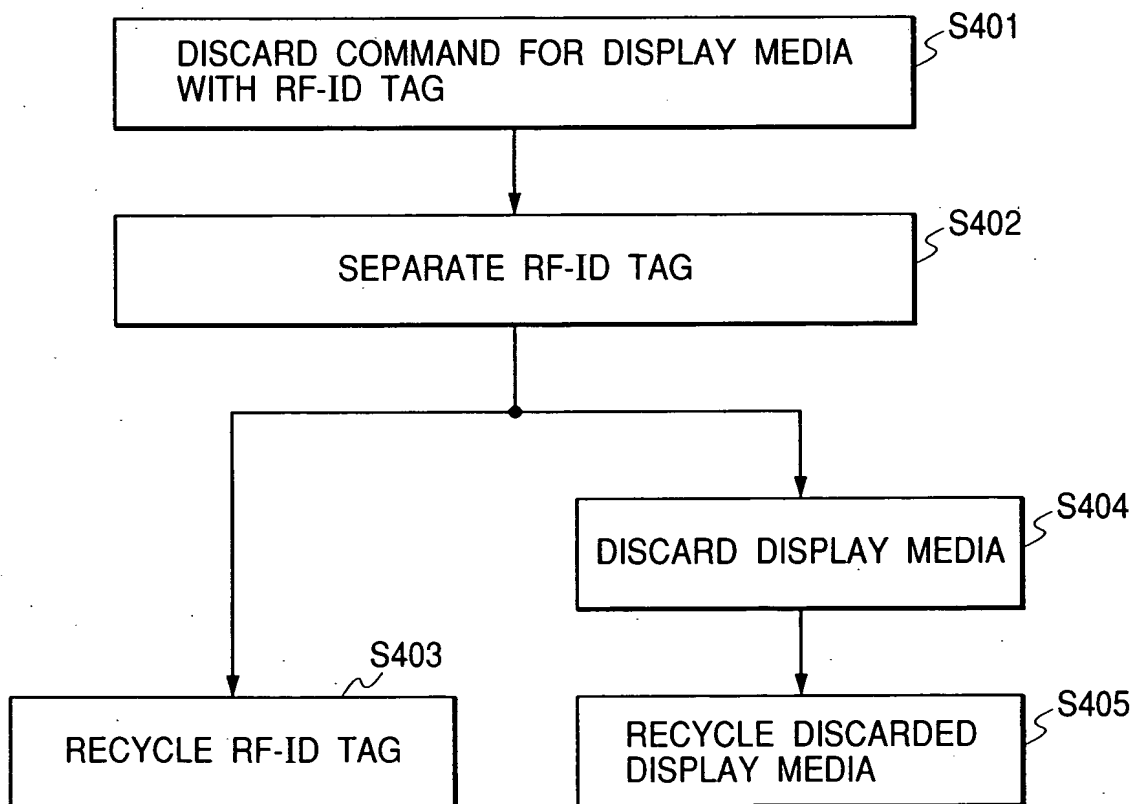 S401
DISCARD COMMAND FOR DISPLAY MEDIA
WITH RF-ID TAG
S402
SEPARATE RF-ID TAG
S404
DISCARD DISPLAY MEDIA
S403
RECYCLE RF-ID TAG
S405
RECYCLE DISCARDED
DISPLAY MEDIA